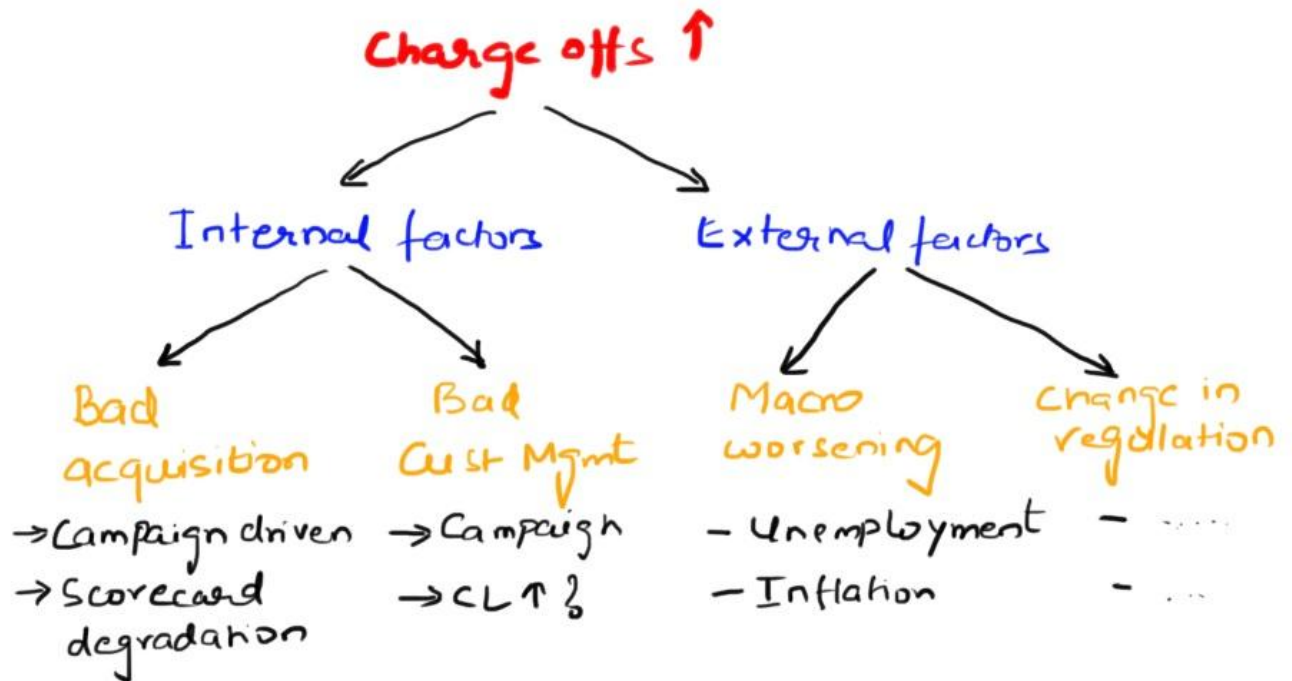 Charge offs ↑
Internal factors
External factors
Bad
acquisition
→ Campaign driven
→ Scorecard
degradation
Bad
Cust Mgmt
→ Campaign
→ CL ↑ ?
Macro
worsening
- Unemployment
- Inflation
Change in
regulation
- .....
- ...